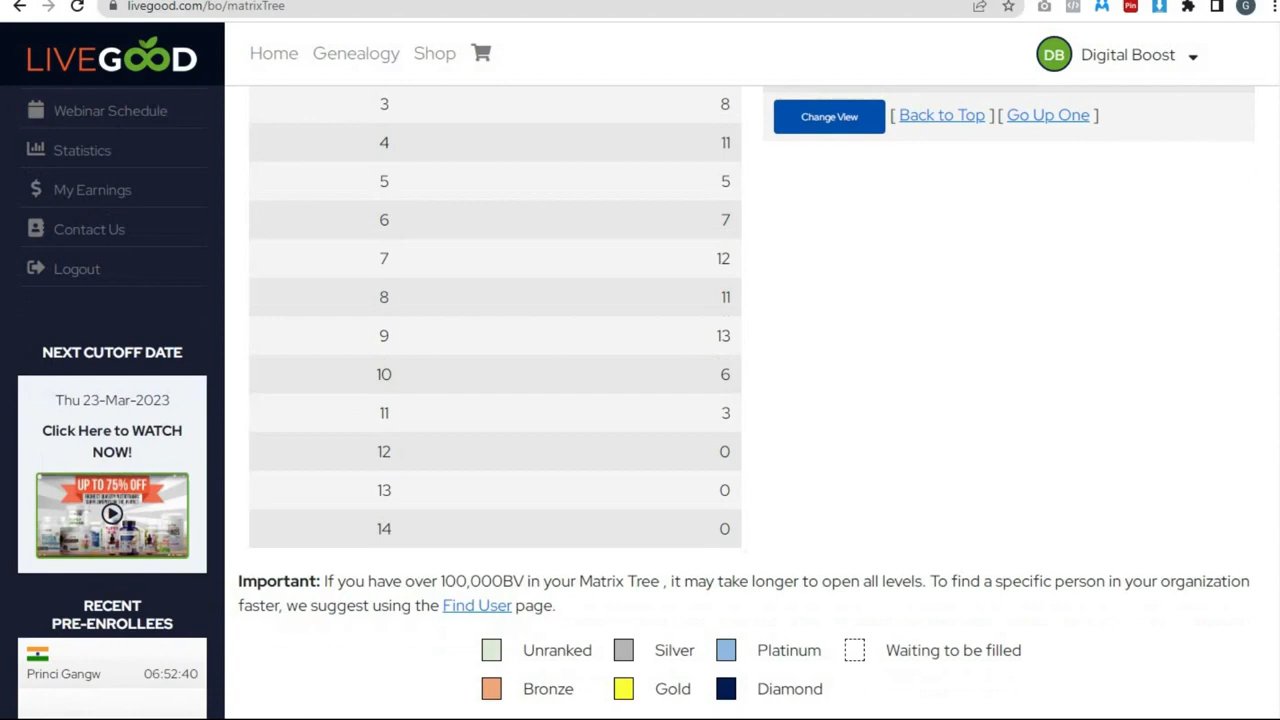 livegood.com/bo/matrixTree
LIVEGOOD
Home Genealogy Shop
DB Digital Boost
Webinar Schedule
Statistics
My Earnings
Contact Us
Logout
NEXT CUTOFF DATE
Thu 23-Mar-2023
Click Here to WATCH
NOW!
UP TO 75% OFF
RECENT
PRE-ENROLLEES
Princi Gangw 06:52:40
3 8
4 11
5 5
6 7
7 12
8 11
9 13
10 6
11 3
12 0
13 0
14 0
Change View [ Back to Top ][ Go Up One ]
Important: If you have over 100,000BV in your Matrix Tree , it may take longer to open all levels. To find a specific person in your organization
faster, we suggest using the Find User page.
Unranked Silver Platinum Waiting to be filled
Bronze Gold Diamond